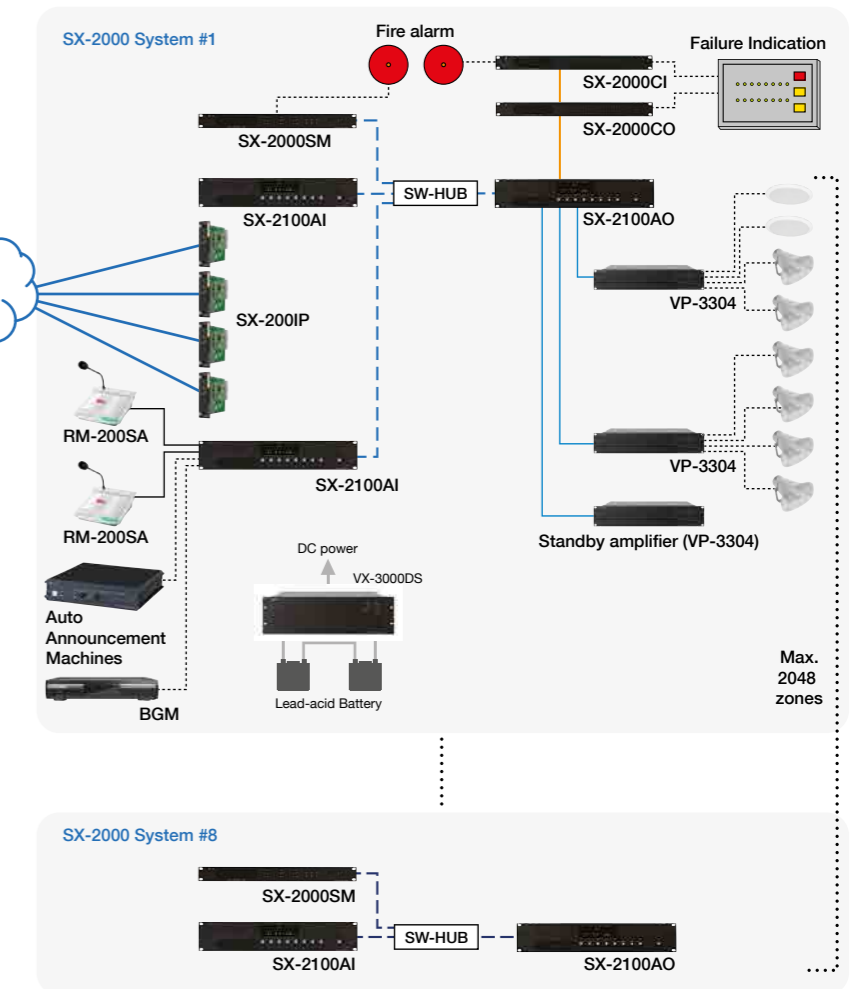 SX-2000 System #1
Fire alarm
Failure Indication
SX-2000CI
SX-2000CO
SX-2000SM
SW-HUB
SX-2100AI
SX-2100AO
SX-200IP
VP-3304
RM-200SA
SX-2100AI
VP-3304
RM-200SA
Standby amplifier (VP-3304)
DC power
VX-3000DS
Auto
Announcement
Machines
Lead-acid Battery
BGM
Max.
2048
zones
SX-2000 System #8
SX-2000SM
SW-HUB
SX-2100AI
SX-2100AO